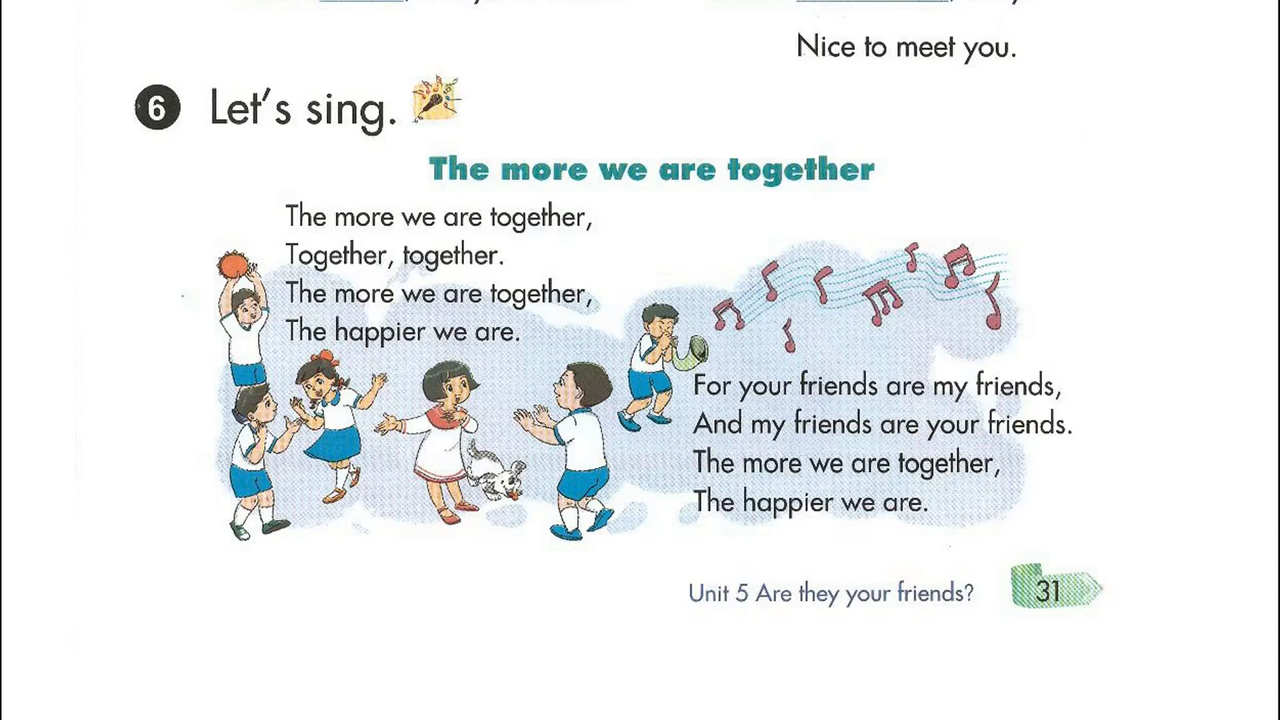 Nice to meet you.
6 Let's sing.
The more we are together
The more we are together,
Together, together.
The more we are together,
The happier we are.
For your friends are my friends,
And my friends are your friends.
The more we are together,
The happier we are.
Unit 5 Are they your friends? 31